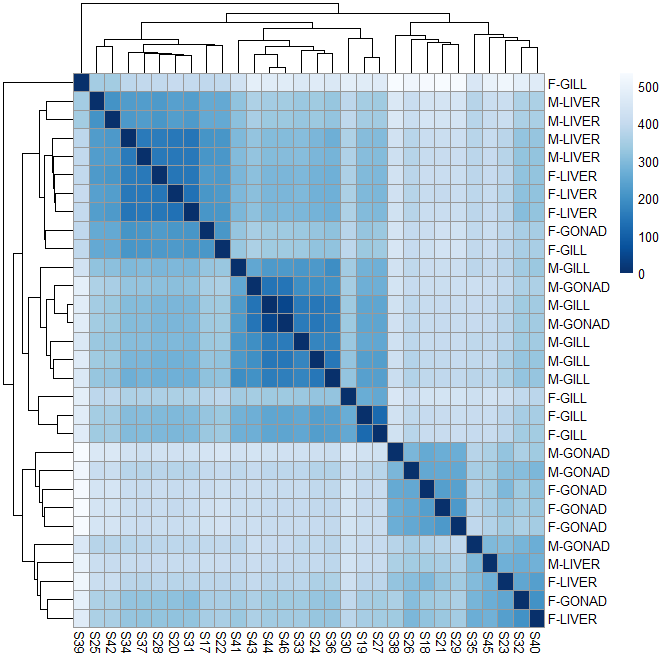 F-GILL
M-LIVER
M-LIVER
M-LIVER
M-LIVER
F-LIVER
F-LIVER
F-LIVER
F-GONAD
F-GILL
M-GILL
M-GONAD
M-GILL
M-GONAD
M-GILL
M-GILL
M-GILL
F-GILL
F-GILL
F-GILL
M-GONAD
M-GONAD
F-GONAD
F-GONAD
F-GONAD
M-GONAD
M-LIVER
F-LIVER
F-GONAD
F-LIVER
500
400
300
200
100
0
S39
S25
S42
S34
S37
S28
S20
S31
S17
S22
S41
S43
S44
S46
S33
S24
S36
S30
S19
S27
S38
S26
S18
S21
S29
S35
S45
S23
S32
S40